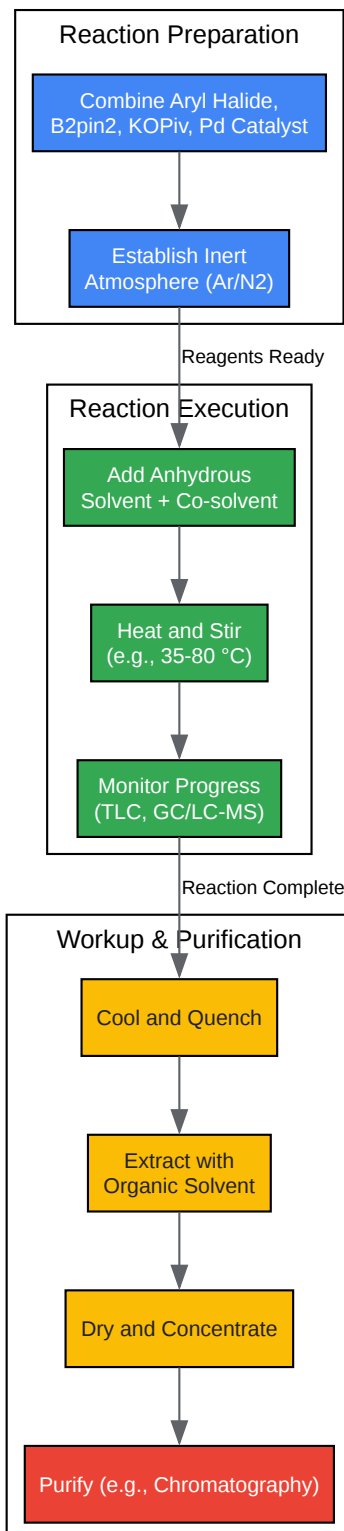 Reaction Preparation
Combine Aryl Halide,
B2pin2, KOPiv, Pd Catalyst
Establish Inert
Atmosphere (Ar/N2)
Reagents Ready
Reaction Execution
Add Anhydrous
Solvent + Co-solvent
Heat and Stir
(e.g., 35-80 °C)
Monitor Progress
(TLC, GC/LC-MS)
Reaction Complete
Workup & Purification
Cool and Quench
Extract with
Organic Solvent
Dry and Concentrate
Purify (e.g., Chromatography)